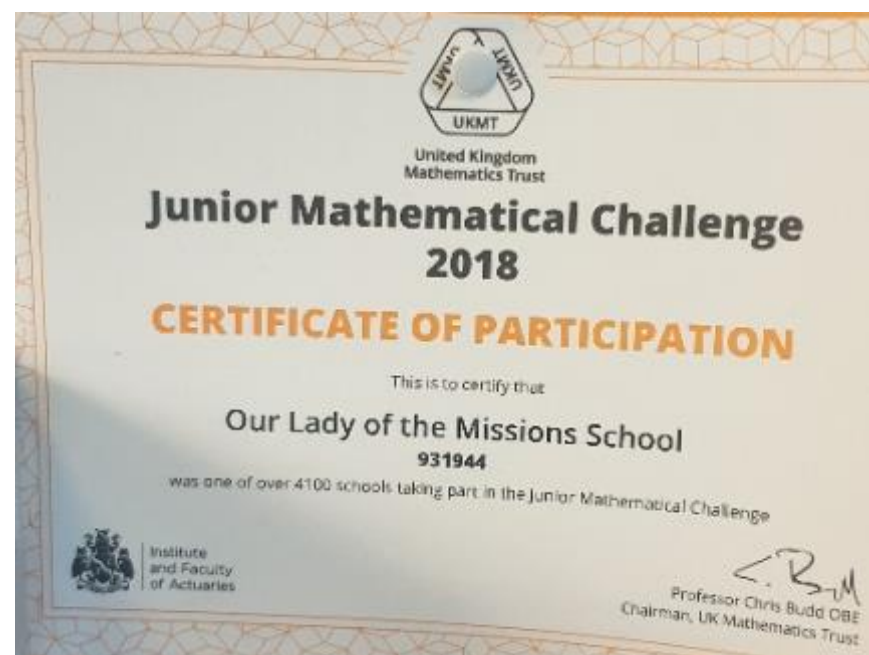 UKMT
UKMT
UKMT
United Kingdom
Mathematics Trust
Junior Mathematical Challenge
2018
CERTIFICATE OF PARTICIPATION
This is to certify that
Our Lady of the Missions School
931944
was one of over 4100 schools taking part in the Junior Mathematical Challenge
Institute
and Faculty
of Actuaries
Professor Chris Budd OBE
Chairman, UK Mathematics Trust